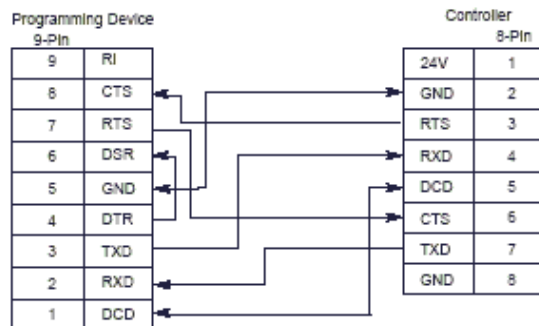 Programming Device
9-Pin
9 RI
8 CTS
7 RTS
6 DSR
5 GND
4 DTR
3 TXD
2 RXD
1 DCD
Controller
8-Pin
24V 1
GND 2
RTS 3
RXD 4
DCD 5
CTS 6
TXD 7
GND 8